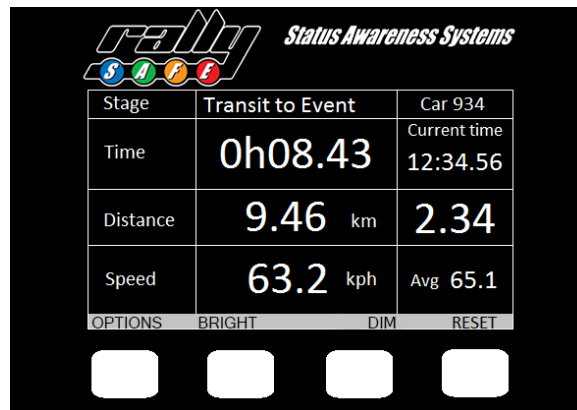 rally
SAFE
Status Awareness Systems
Stage Transit to Event Car 934
Time 0h08.43 Current time
12:34.56
Distance 9.46 km 2.34
Speed 63.2 kph Avg 65.1
OPTIONS BRIGHT DIM RESET